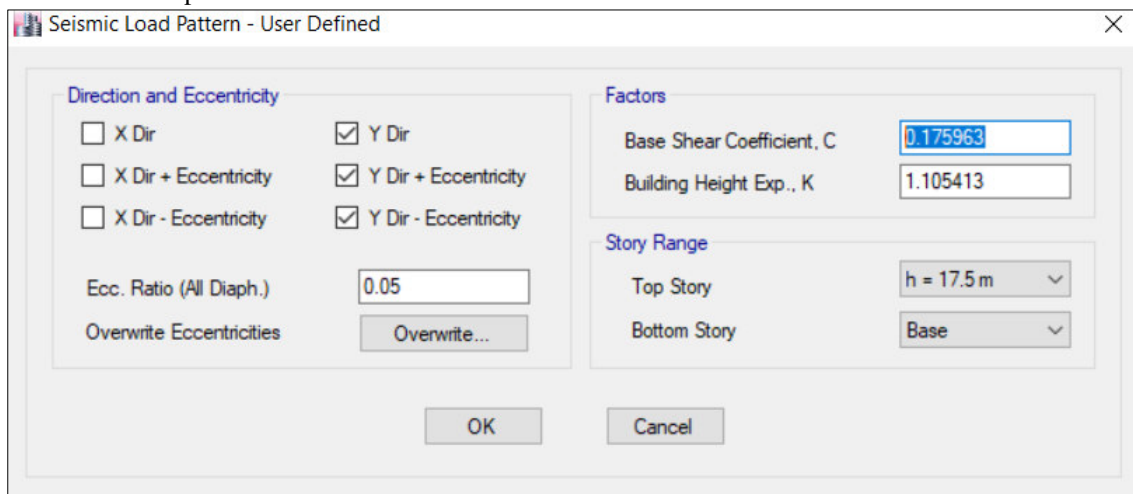 Seismic Load Pattern - User Defined
Direction and Eccentricity
X Dir
Y Dir
X Dir + Eccentricity
Y Dir + Eccentricity
X Dir - Eccentricity
Y Dir - Eccentricity
Ecc. Ratio (All Diaph.)
0.05
Overwrite Eccentricities
Overwrite...
Factors
Base Shear Coefficient, C
0.175963
Building Height Exp., K
1.105413
Story Range
Top Story
h = 17.5 m
Bottom Story
Base
OK
Cancel